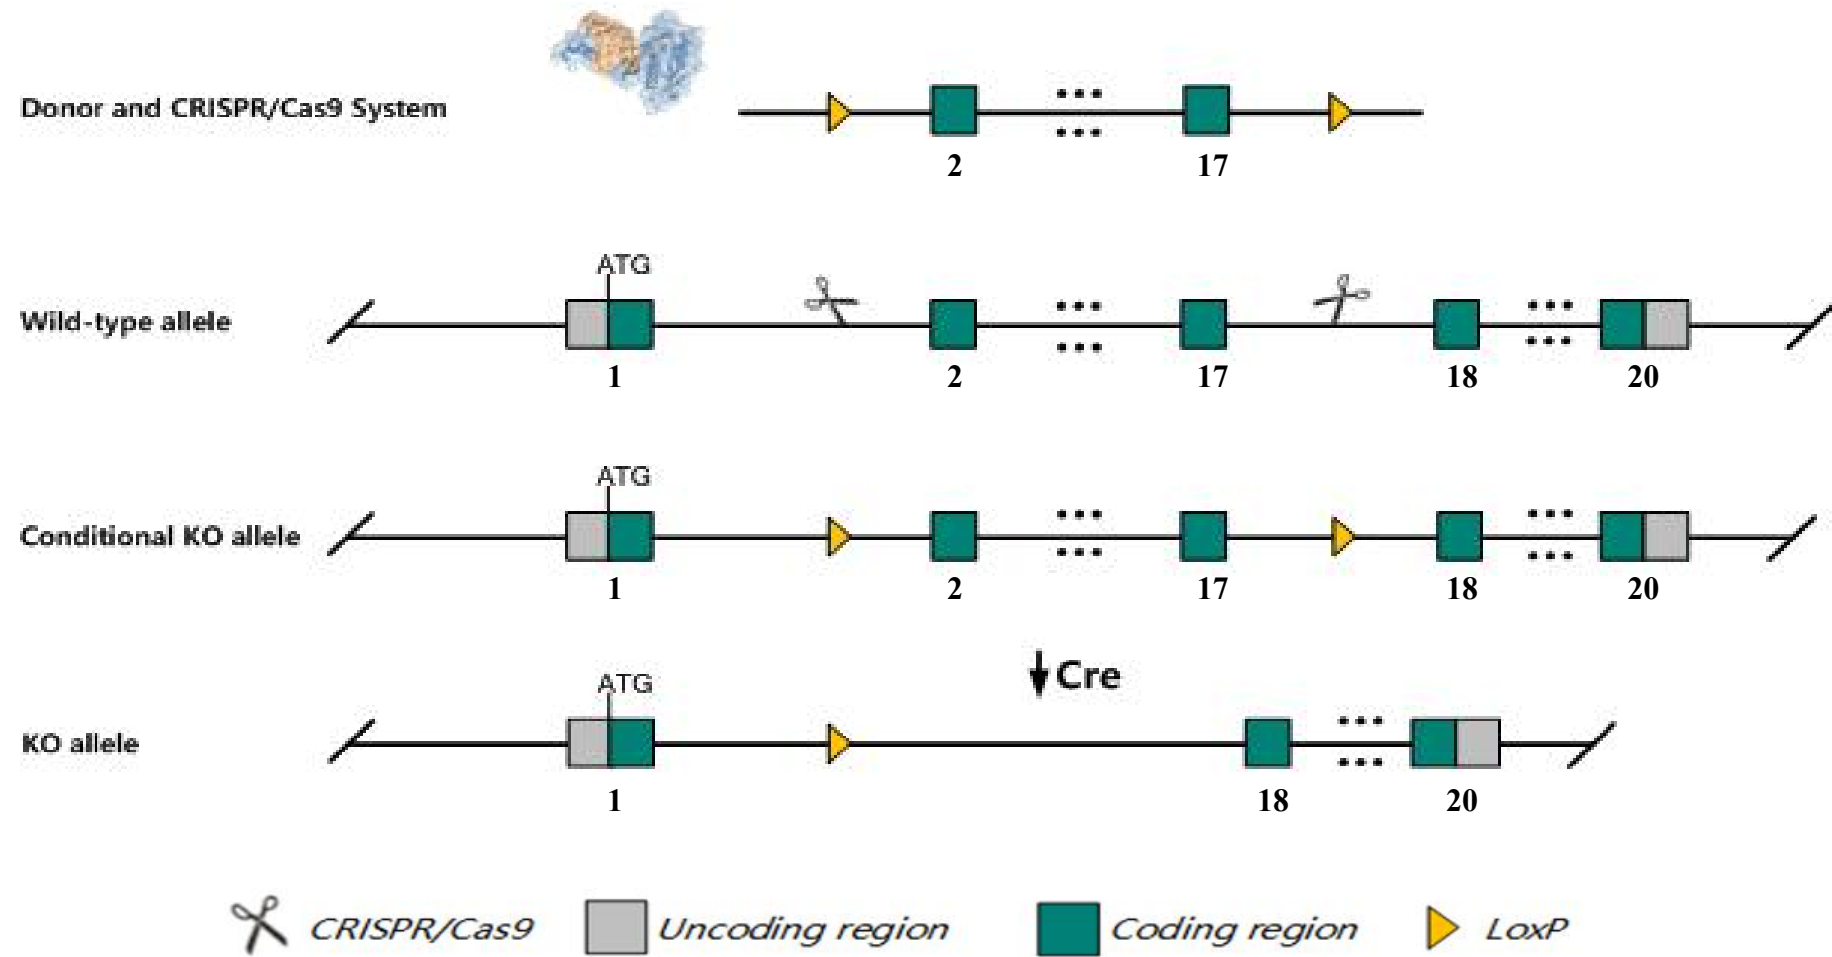 Donor and CRISPR/Cas9 System
2 17
ATG
Wild-type allele
1 2 17 18 20
ATG
Conditional KO allele
1 2 17 18 20
Cre
ATG
KO allele
1 18 20
CRISPR/Cas9 Uncoding region Coding region LoxP